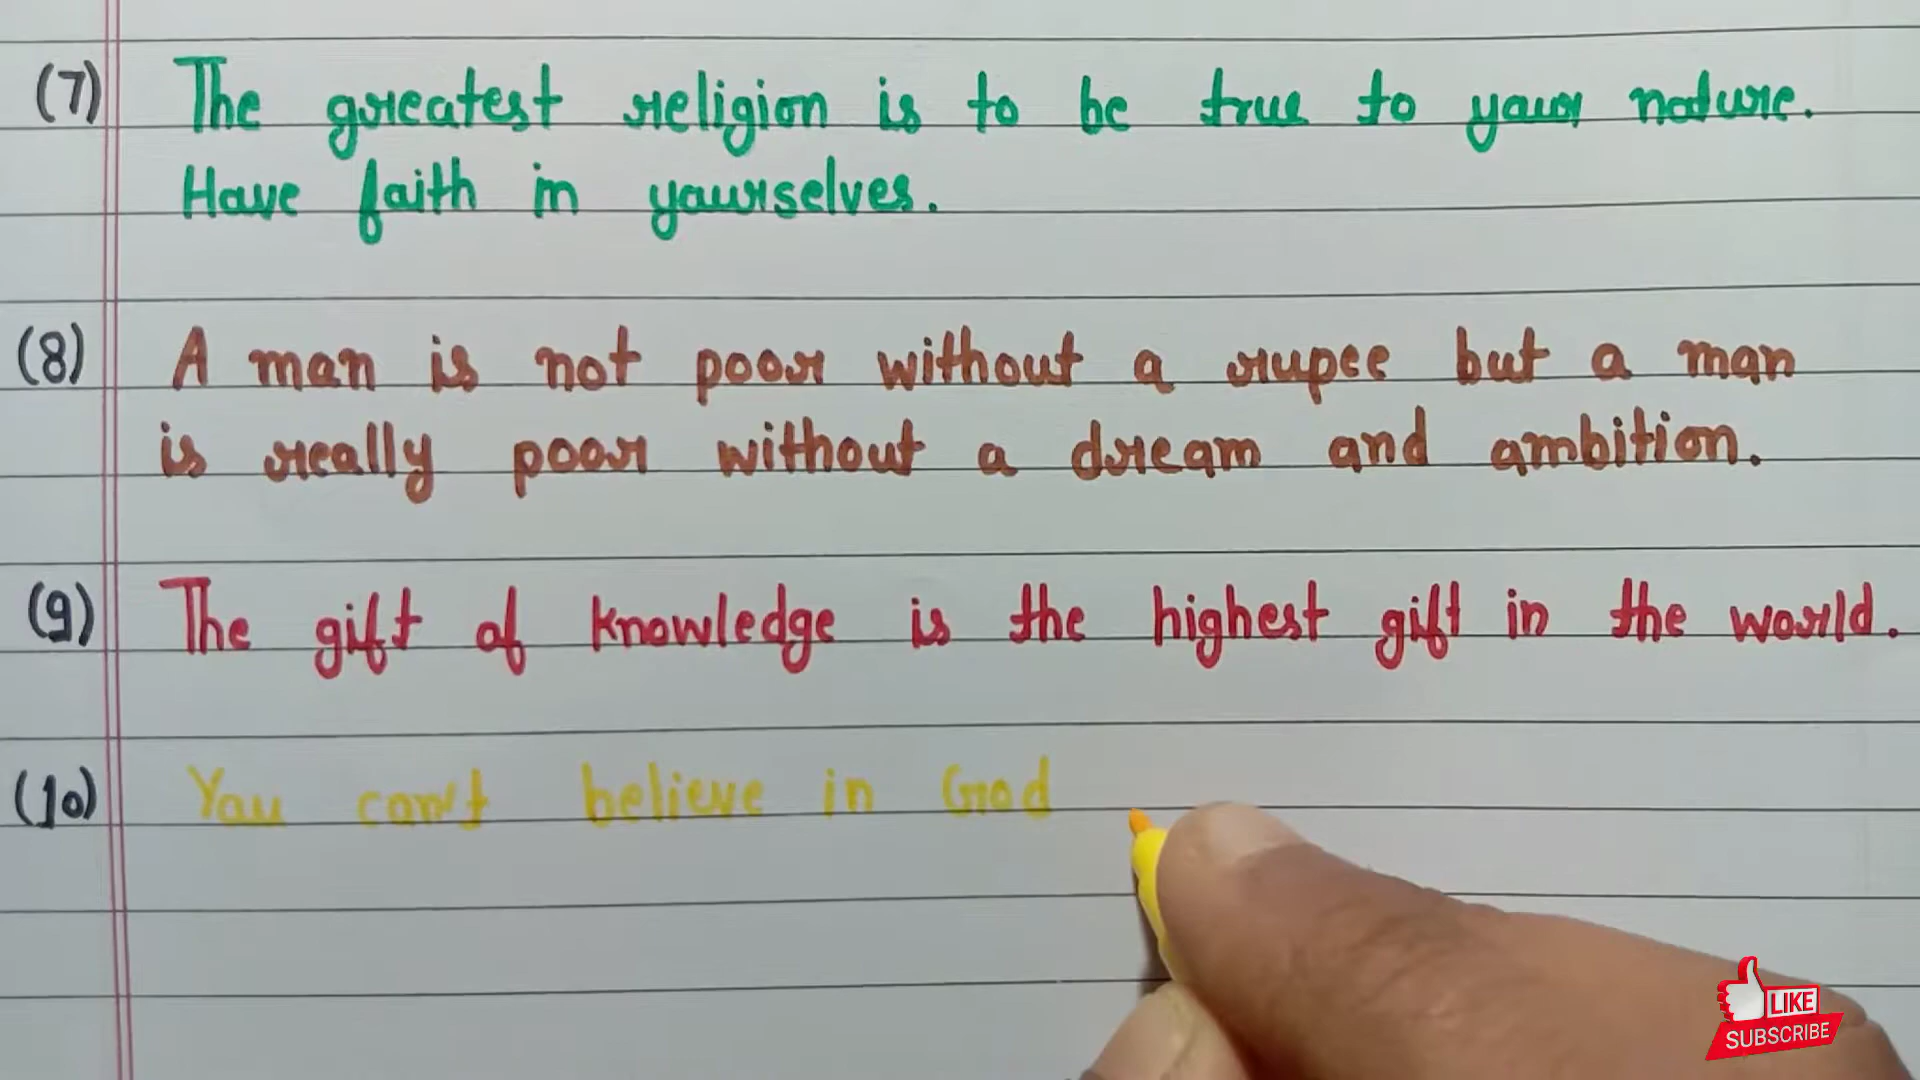 (7) The greatest religion is to be true to your nature.
Have faith in yourselves.
(8) A man is not poor without a rupee but a man
is really poor without a dream and ambition.
(9) The gift of knowledge is the highest gift in the world.
(10) You can't believe in God
LIKE
SUBSCRIBE